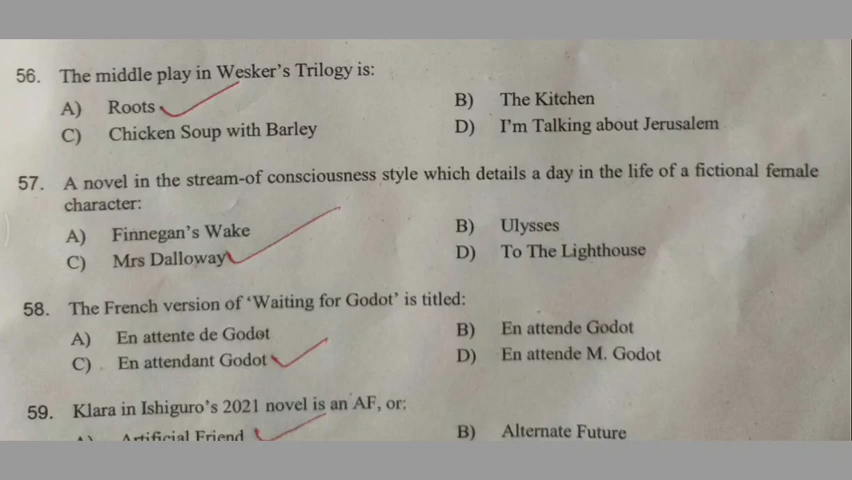 56. The middle play in Wesker's Trilogy is:
A) Roots B) The Kitchen
C) Chicken Soup with Barley D) I'm Talking about Jerusalem
57. A novel in the stream-of consciousness style which details a day in the life of a fictional female
character:
A) Finnegan's Wake B) Ulysses
C) Mrs Dalloway D) To The Lighthouse
58. The French version of 'Waiting for Godot' is titled:
A) En attente de Godot B) En attende Godot
C) En attendant Godot D) En attende M. Godot
59. Klara in Ishiguro's 2021 novel is an AF, or:
A) Artificial Friend B) Alternate Future